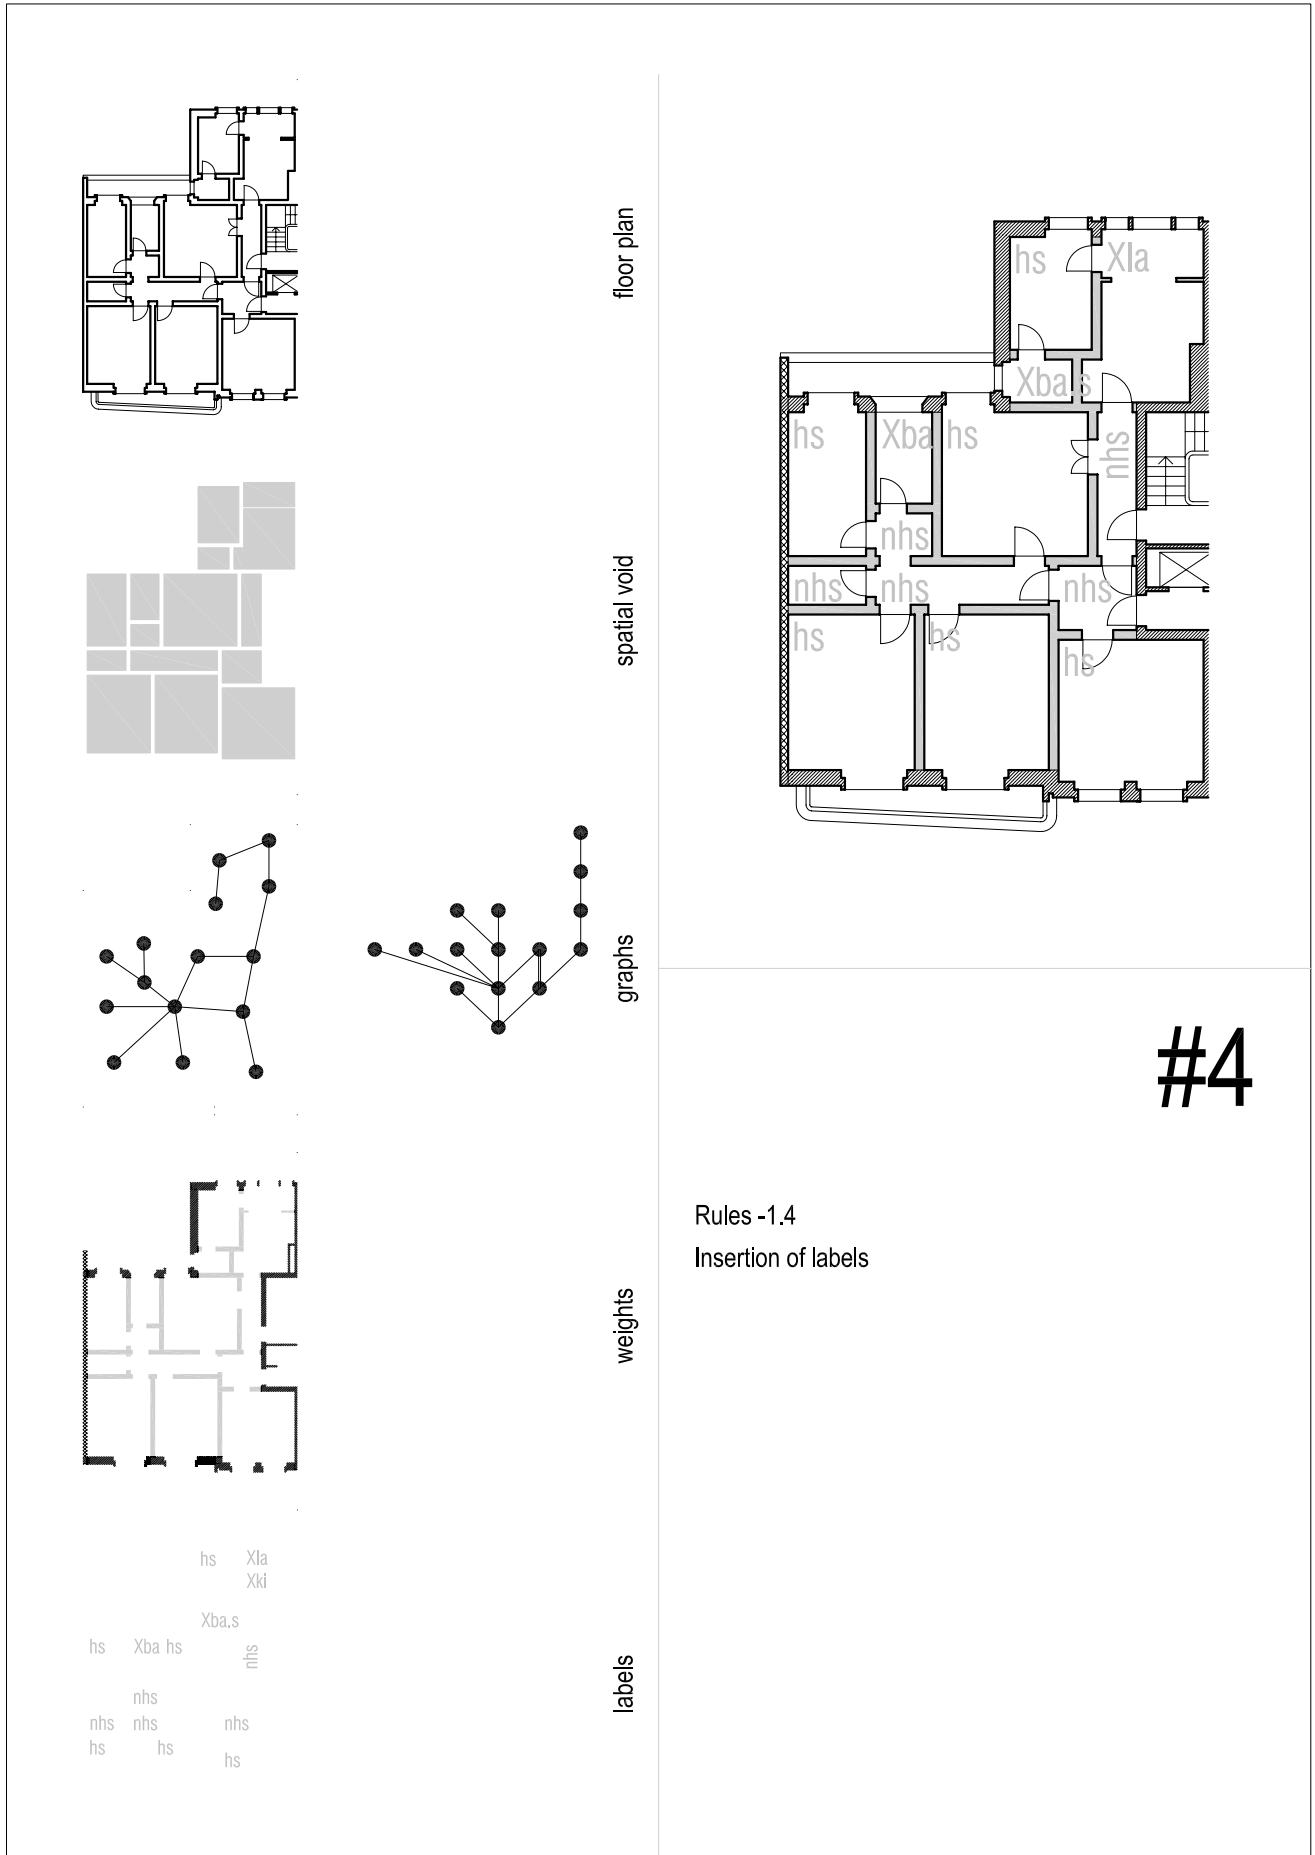 floor plan
hs Xla
Xba.s
hs Xba hs
nhs
nhs
nhs nhs nhs
hs hs
hs
spatial void
graphs
#4
Rules -1.4
Insertion of labels
weights
hs Xla
Xki
Xba.s
hs Xba hs
nhs
nhs
nhs nhs nhs
hs hs
hs
labels